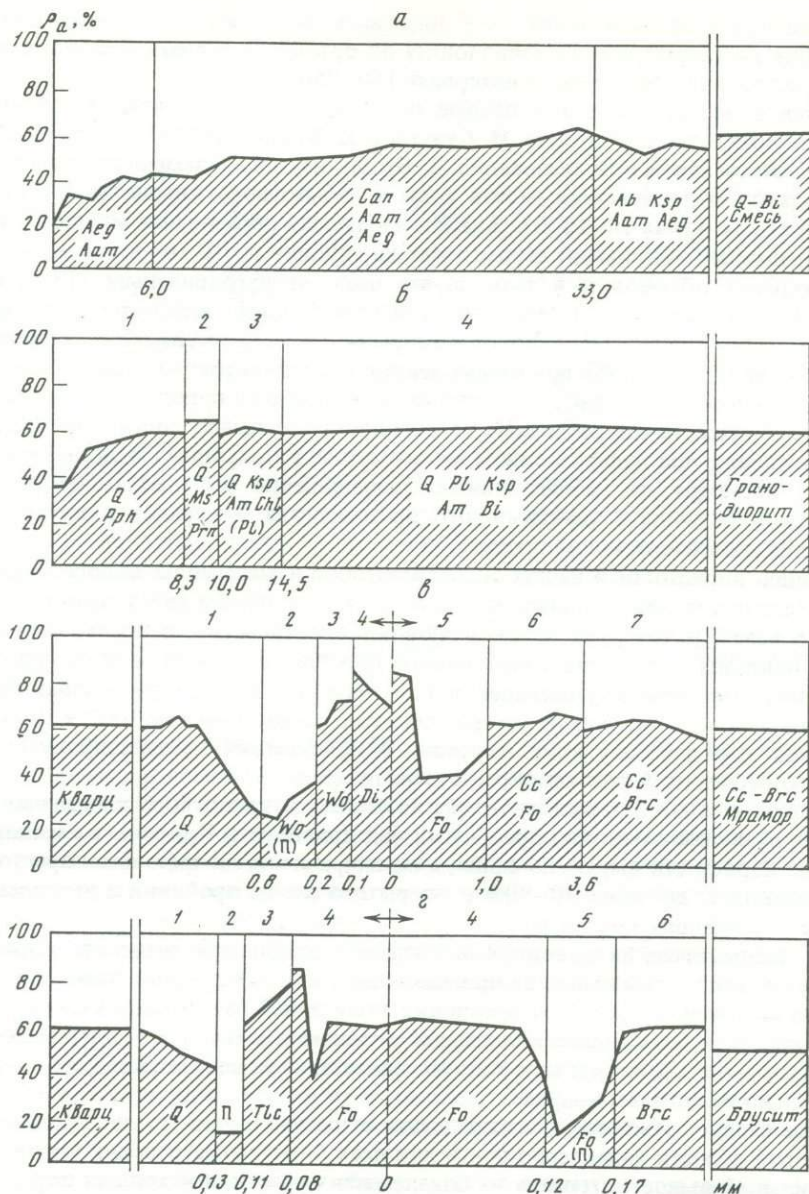 Pa, % а
100
80
60
40
20
0
Aeg
Aam
Can
Aam
Aeg
Ab Ksp
Aam Aeg
Q-Bi
Смесь
6,0 б 33,0
1 2 3 4
100
80
60
40
20
0
Q
Pph
Q
Ms
Prn
Q Ksp
Am Chl
(Pl)
Q Pl Ksp
Am Bi
Грано-
диорит
8,3 10,0 14,5 в
1 2 3 4 5 6 7
100
80
60
40
20
0
Кварц
Q
Wo
(П)
Wo
Di
Fo
Cc
Fo
Cc
Brc
Cc-Brc
Мрамор
0,8 0,2 0,1 0 1,0 3,6
г
1 2 3 4 4 5 6
100
80
60
40
20
0
Кварц
Q
П
Tlc
Fo
Fo
Fo
(П)
Brc
Брусит
0,13 0,11 0,08 0 0,12 0,17 мм